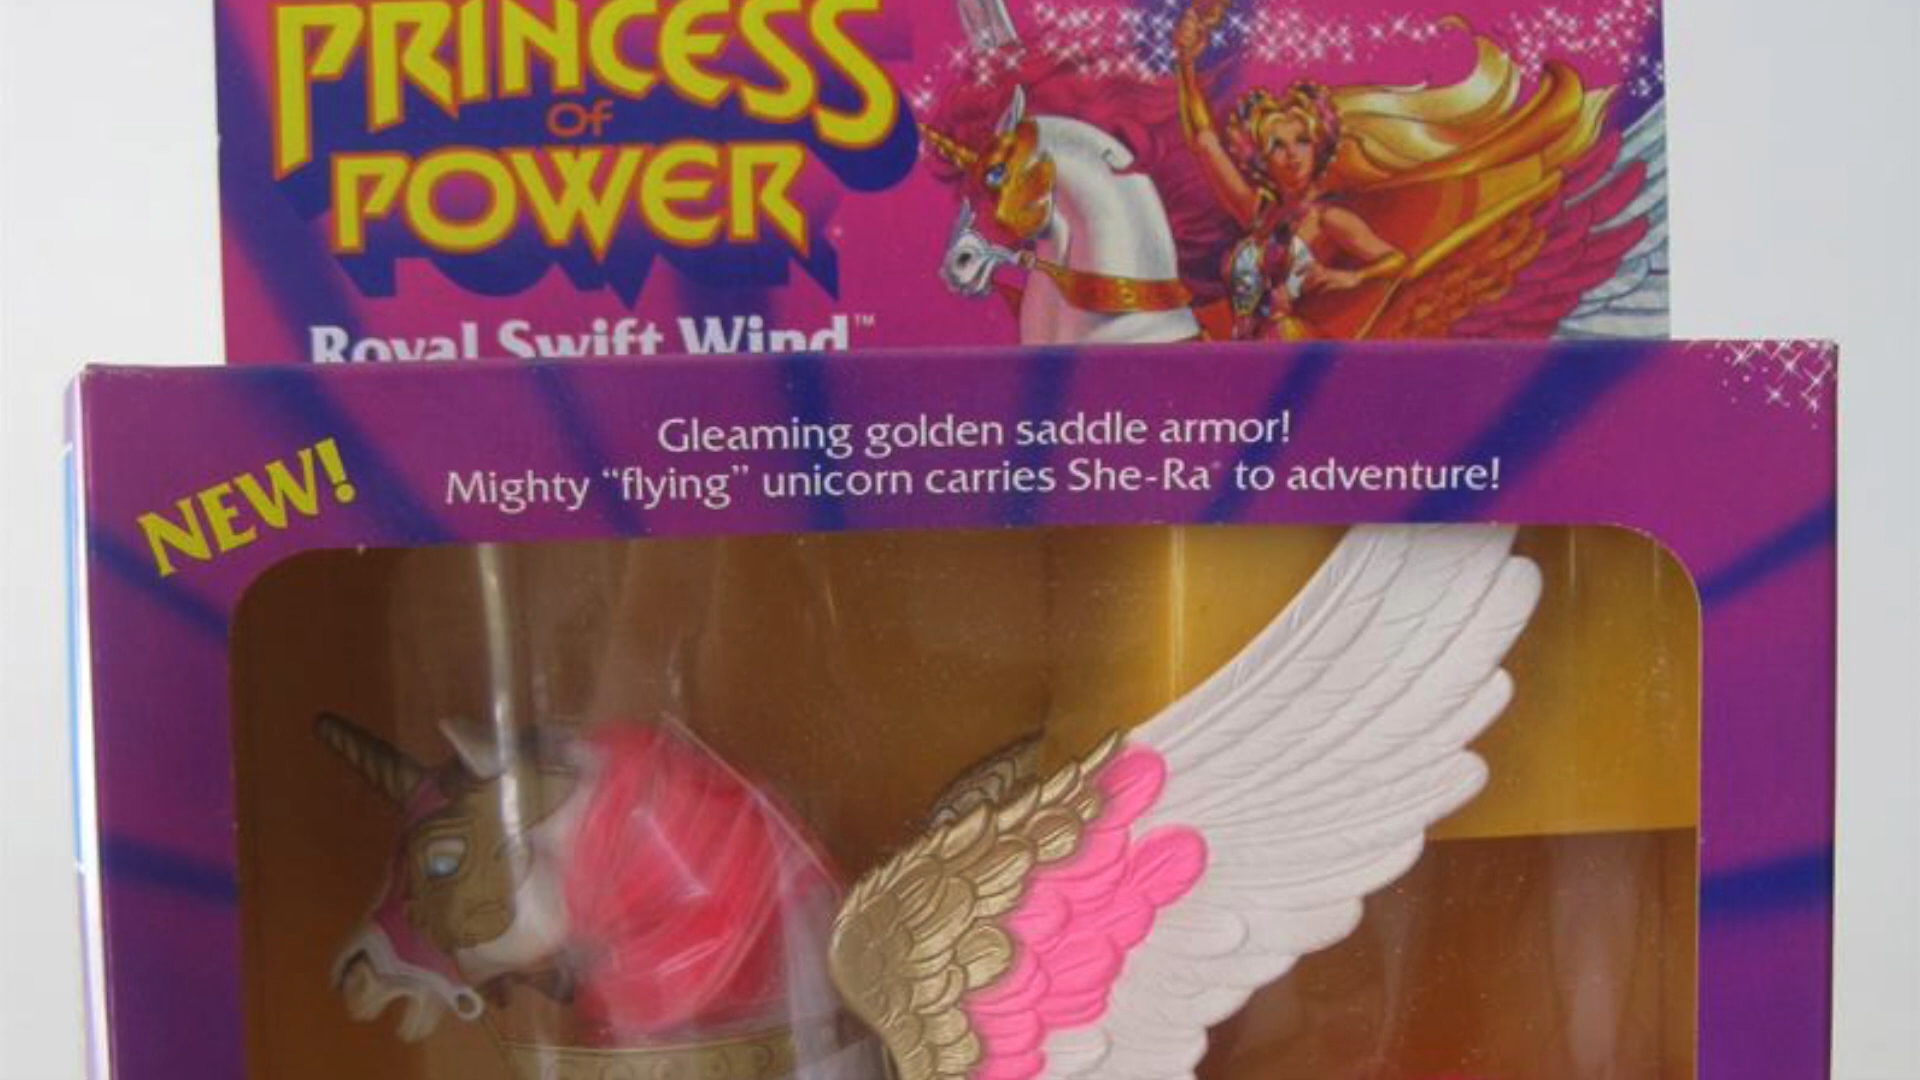 PRINCESS
OF
POWER
Royal Swift Wind™
Gleaming golden saddle armor!
Mighty “flying” unicorn carries She-Ra® to adventure!
NEW!